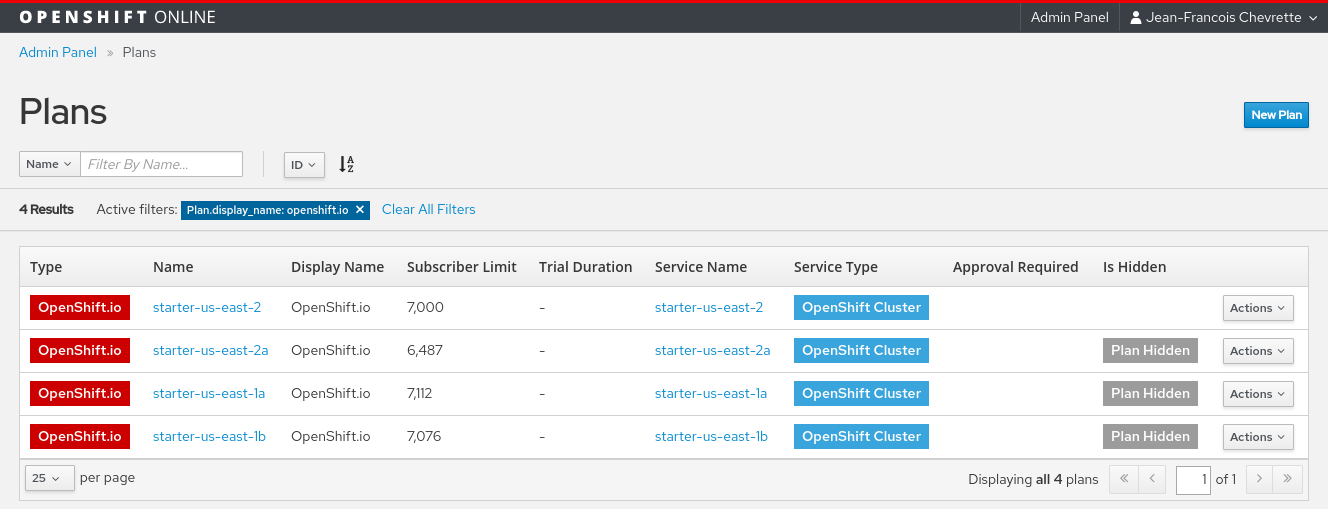 OPENSHIFT ONLINE Admin Panel Jean-Francois Chevrette
Admin Panel » Plans
Plans
New Plan
Name Filter By Name... ID A Z
4 Results Active filters: Plan.display_name: openshift.io × Clear All Filters
Type Name Display Name Subscriber Limit Trial Duration Service Name Service Type Approval Required Is Hidden
OpenShift.io starter-us-east-2 OpenShift.io 7,000 - starter-us-east-2 OpenShift Cluster Actions
OpenShift.io starter-us-east-2a OpenShift.io 6,487 - starter-us-east-2a OpenShift Cluster Plan Hidden Actions
OpenShift.io starter-us-east-1a OpenShift.io 7,112 - starter-us-east-1a OpenShift Cluster Plan Hidden Actions
OpenShift.io starter-us-east-1b OpenShift.io 7,076 - starter-us-east-1b OpenShift Cluster Plan Hidden Actions
25 per page Displaying all 4 plans « ‹ 1 of 1 › »